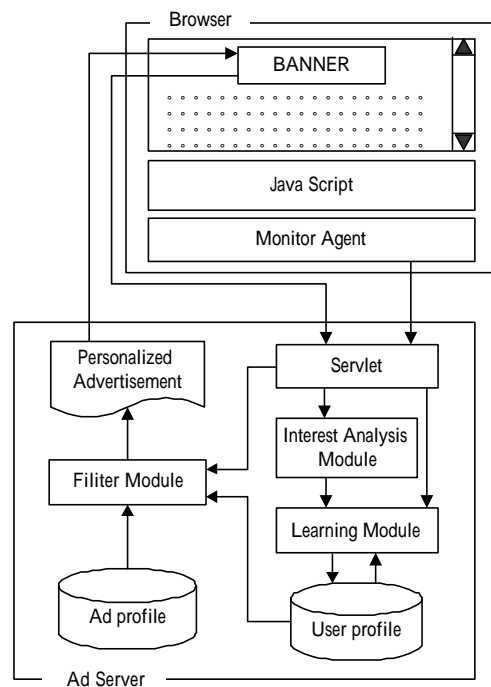 Browser
BANNER
Java Script
Monitor Agent
Personalized
Advertisement
Servlet
Interest Analysis
Module
Filiter Module
Learning Module
Ad profile
User profile
Ad Server